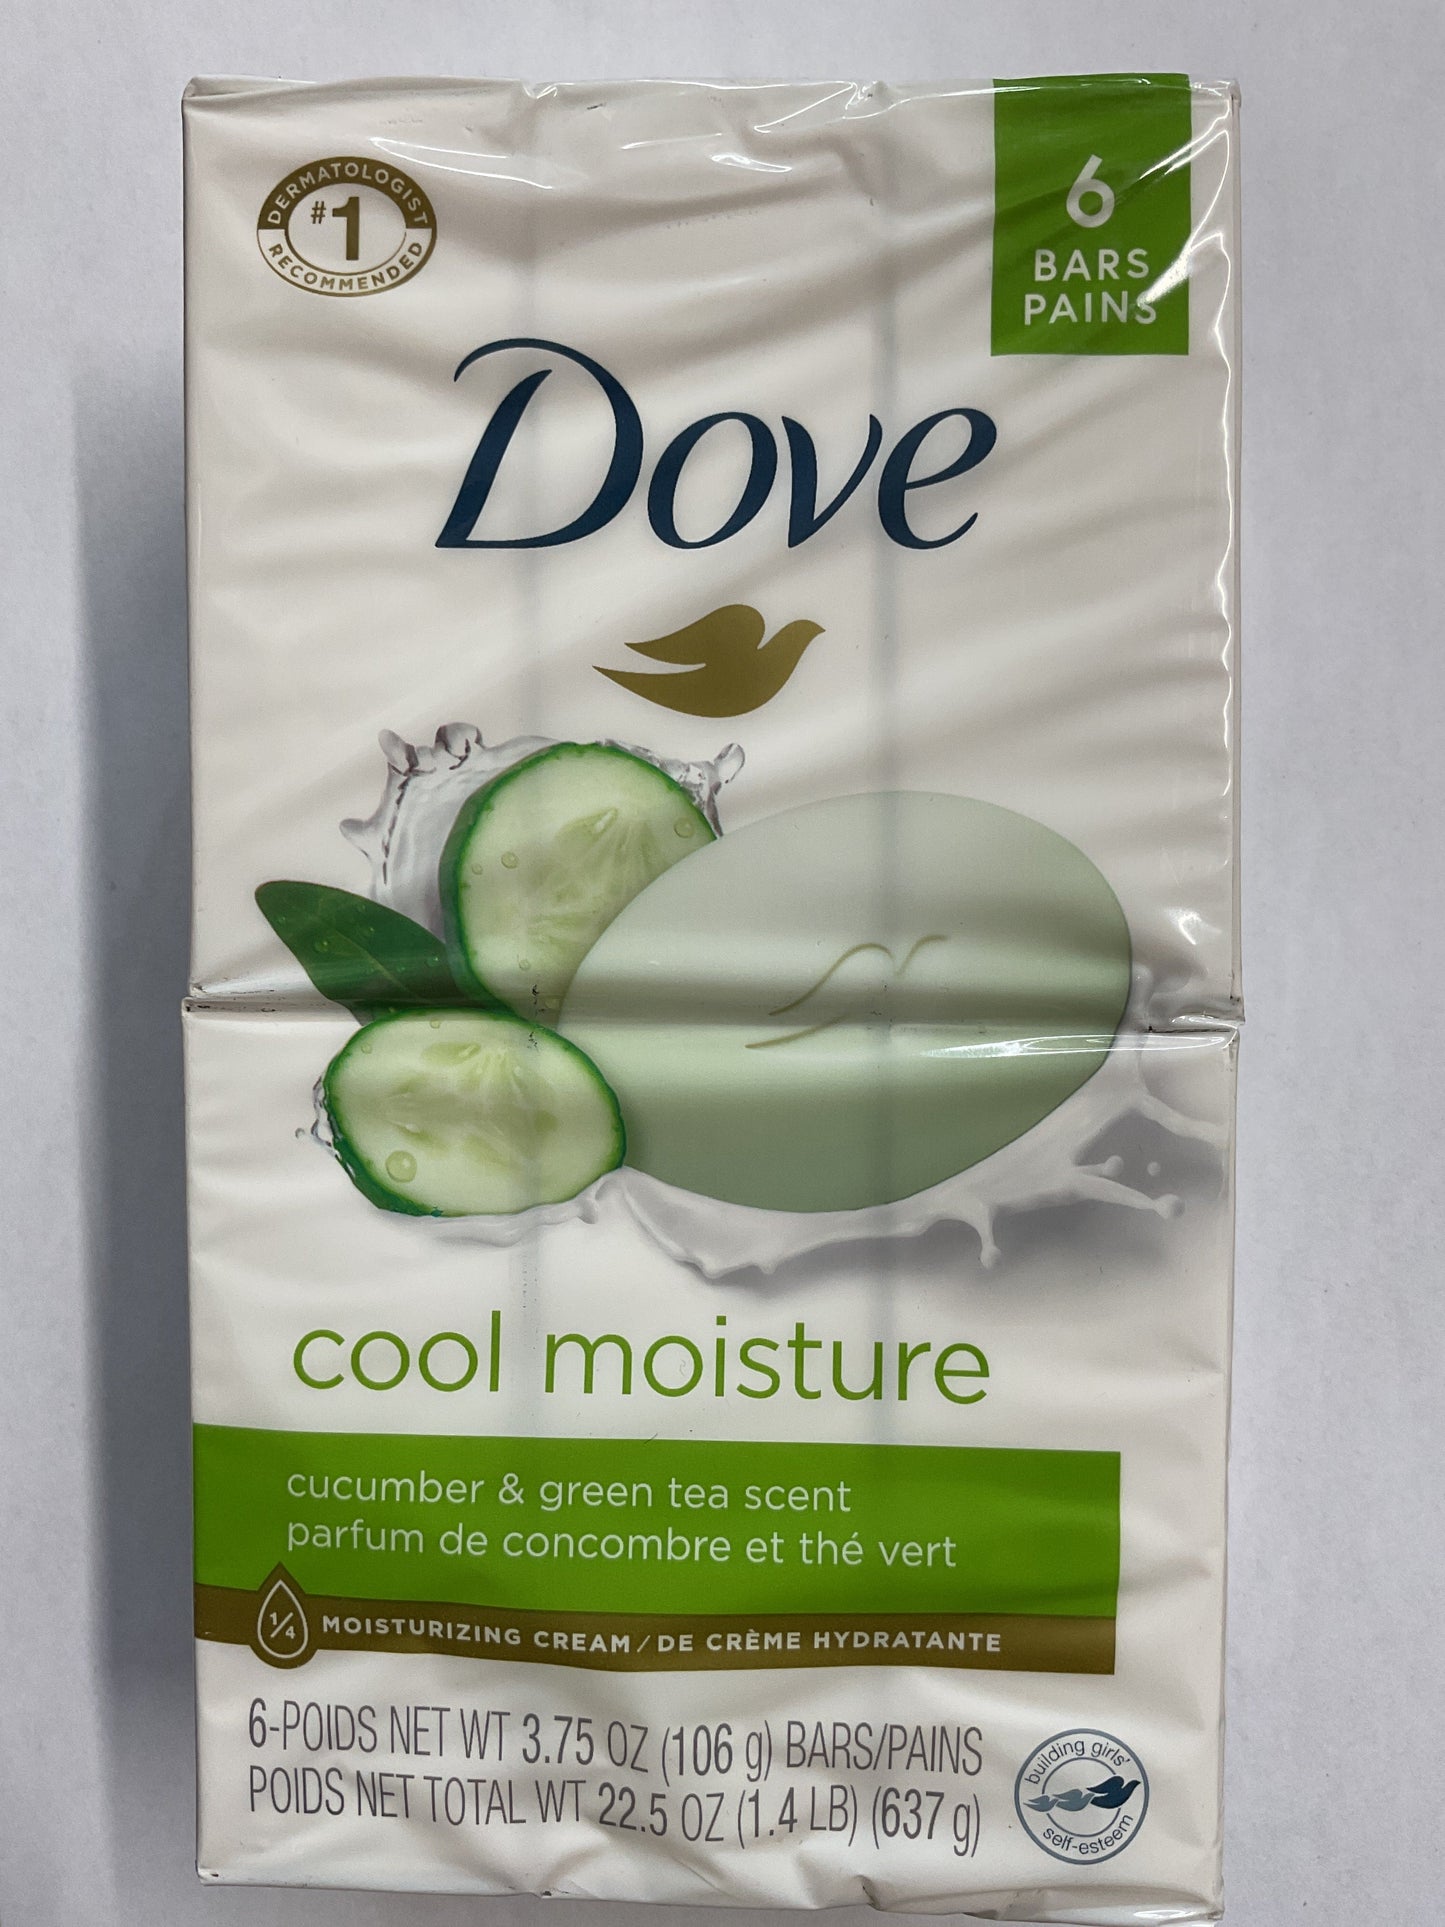 DERMATOLOGIST
#1
RECOMMENDED
6
BARS
PAINS
Dove
cool moisture
cucumber & green tea scent
parfum de concombre et thé vert
1/4 MOISTURIZING CREAM/DE CRÈME HYDRATANTE
6-POIDS NET WT 3.75 OZ (106 g) BARS/PAINS
POIDS NET TOTAL WT 22.5 OZ (1.4 LB) (637 g)
building girls'
self-esteem